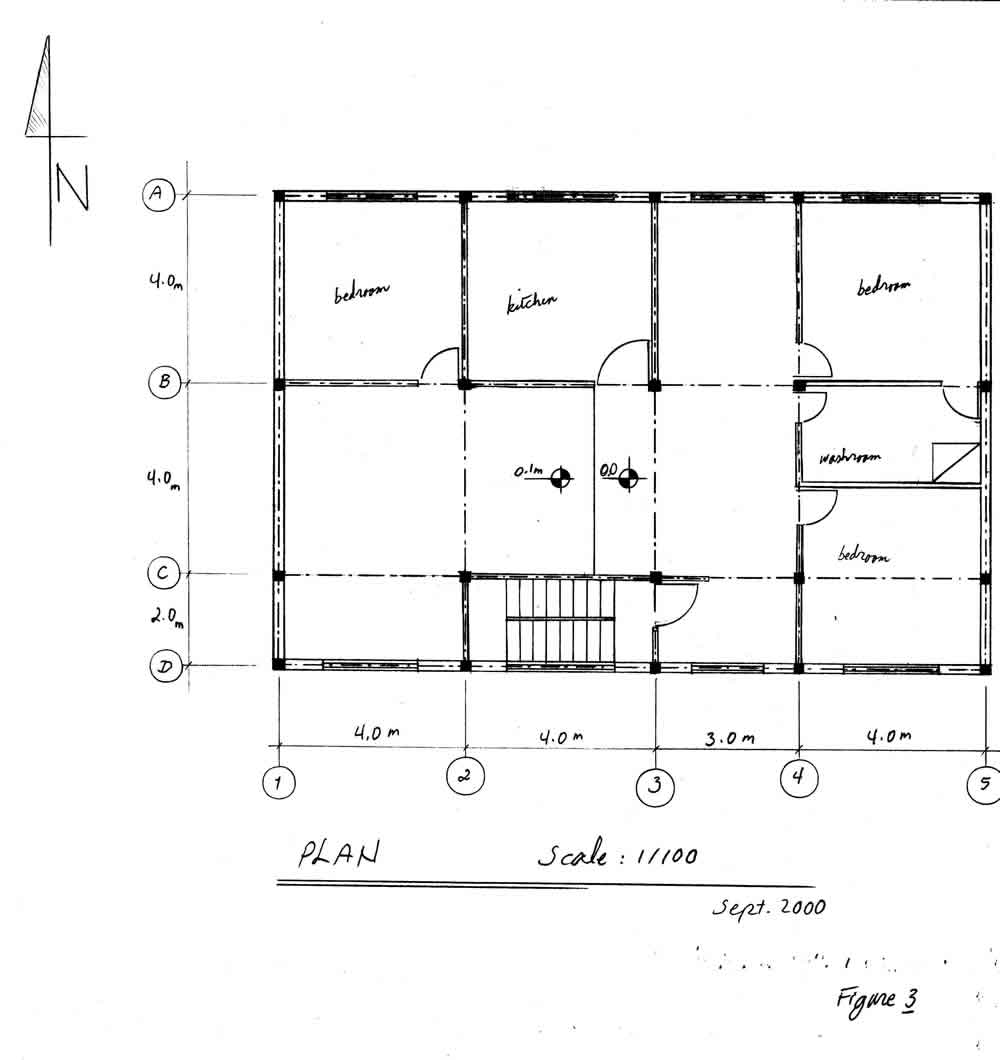 N
A
4.0m
bedroom
kitchen
bedroom
B
4.0m
0.1m
0.0
washroom
C
bedroom
2.0m
D
4.0 m
4.0 m
3.0 m
4.0 m
1
2
3
4
5
PLAN
Scale : 1/100
Sept. 2000
Figure 3